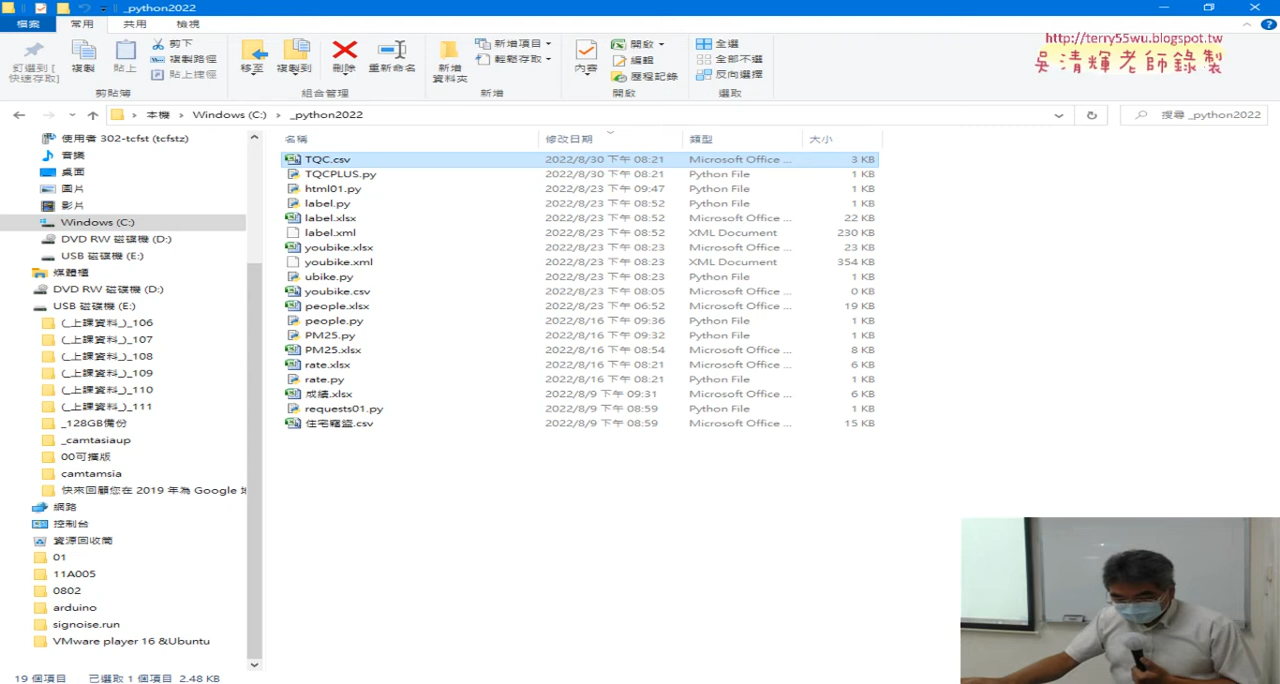 _python2022
檔案 常用 共用 檢視
釘選到 [快速存取]
複製
貼上
剪下
複製路徑
貼上捷徑
移至
複製到
刪除
重新命名
新增資料夾
新增項目
輕鬆存取
內容
開啟
編輯
歷程記錄
全選
全部不選
反向選擇
剪貼簿 組合管理 新增 開啟 選取
http://terry55wu.blogspot.tw
吳清輝老師錄製
本機 > Windows (C:) > _python2022
搜尋 _python2022
名稱 修改日期 類型 大小
使用者 302-tcfst (tcfstz)
音樂
桌面
圖片
影片
Windows (C:)
DVD RW 磁碟機 (D:)
USB 磁碟機 (E:)
媒體櫃
DVD RW 磁碟機 (D:)
USB 磁碟機 (E:)
(_上課資料_)_106
(_上課資料_)_107
(_上課資料_)_108
(_上課資料_)_109
(_上課資料_)_110
(_上課資料_)_111
_128GB備份
_camtasiaup
00可攜版
camtamsia
快來回顧您在 2019 年為 Google 地
網路
控制台
資源回收筒
01
11A005
0802
arduino
signoise.run
VMware player 16 &Ubuntu
TQC.csv 2022/8/30 下午 08:21 Microsoft Office ... 3 KB
TQCPLUS.py 2022/8/30 下午 08:21 Python File 1 KB
html01.py 2022/8/23 下午 09:47 Python File 1 KB
label.py 2022/8/23 下午 08:52 Python File 1 KB
label.xlsx 2022/8/23 下午 08:52 Microsoft Office ... 22 KB
label.xml 2022/8/23 下午 08:52 XML Document 230 KB
youbike.xlsx 2022/8/23 下午 08:23 Microsoft Office ... 23 KB
youbike.xml 2022/8/23 下午 08:23 XML Document 354 KB
ubike.py 2022/8/23 下午 08:23 Python File 1 KB
youbike.csv 2022/8/23 下午 08:05 Microsoft Office ... 0 KB
people.xlsx 2022/8/23 下午 06:52 Microsoft Office ... 19 KB
people.py 2022/8/16 下午 09:36 Python File 1 KB
PM25.py 2022/8/16 下午 09:32 Python File 1 KB
PM25.xlsx 2022/8/16 下午 08:54 Microsoft Office ... 8 KB
rate.xlsx 2022/8/16 下午 08:21 Microsoft Office ... 6 KB
rate.py 2022/8/16 下午 08:21 Python File 1 KB
成績.xlsx 2022/8/9 下午 09:31 Microsoft Office ... 6 KB
requests01.py 2022/8/9 下午 08:59 Python File 1 KB
住宅竊盜.csv 2022/8/9 下午 08:59 Microsoft Office ... 15 KB
19 個項目 已選取 1 個項目 2.48 KB